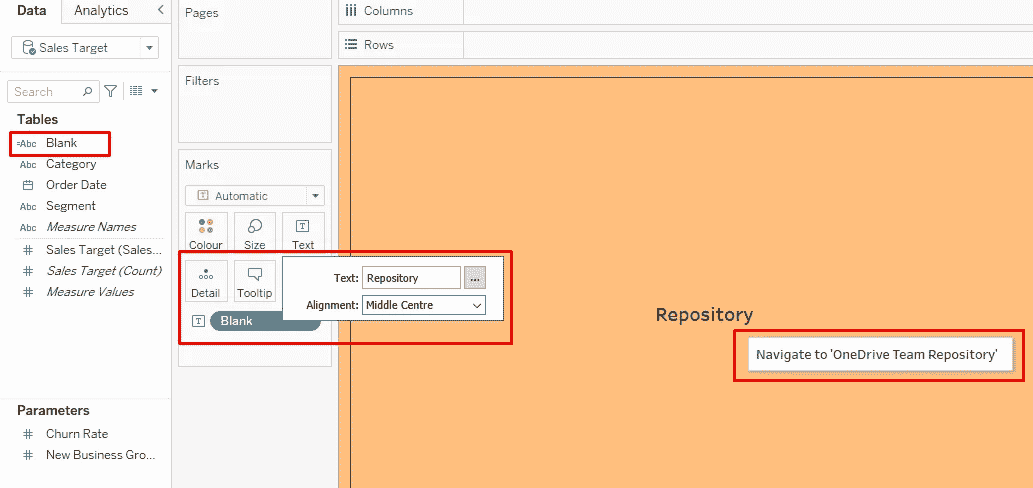 Data
Analytics
Sales Target
Search
Tables
=Abc Blank
Abc Category
Order Date
Abc Segment
Abc Measure Names
# Sales Target (Sales...
# Sales Target (Count)
# Measure Values
Parameters
# Churn Rate
# New Business Gro...
Pages
Filters
Marks
T Automatic
Colour Size Text
Detail Tooltip
Text: Repository ...
Alignment: Middle Centre
T Blank
Columns
Rows
Repository
Navigate to 'OneDrive Team Repository'